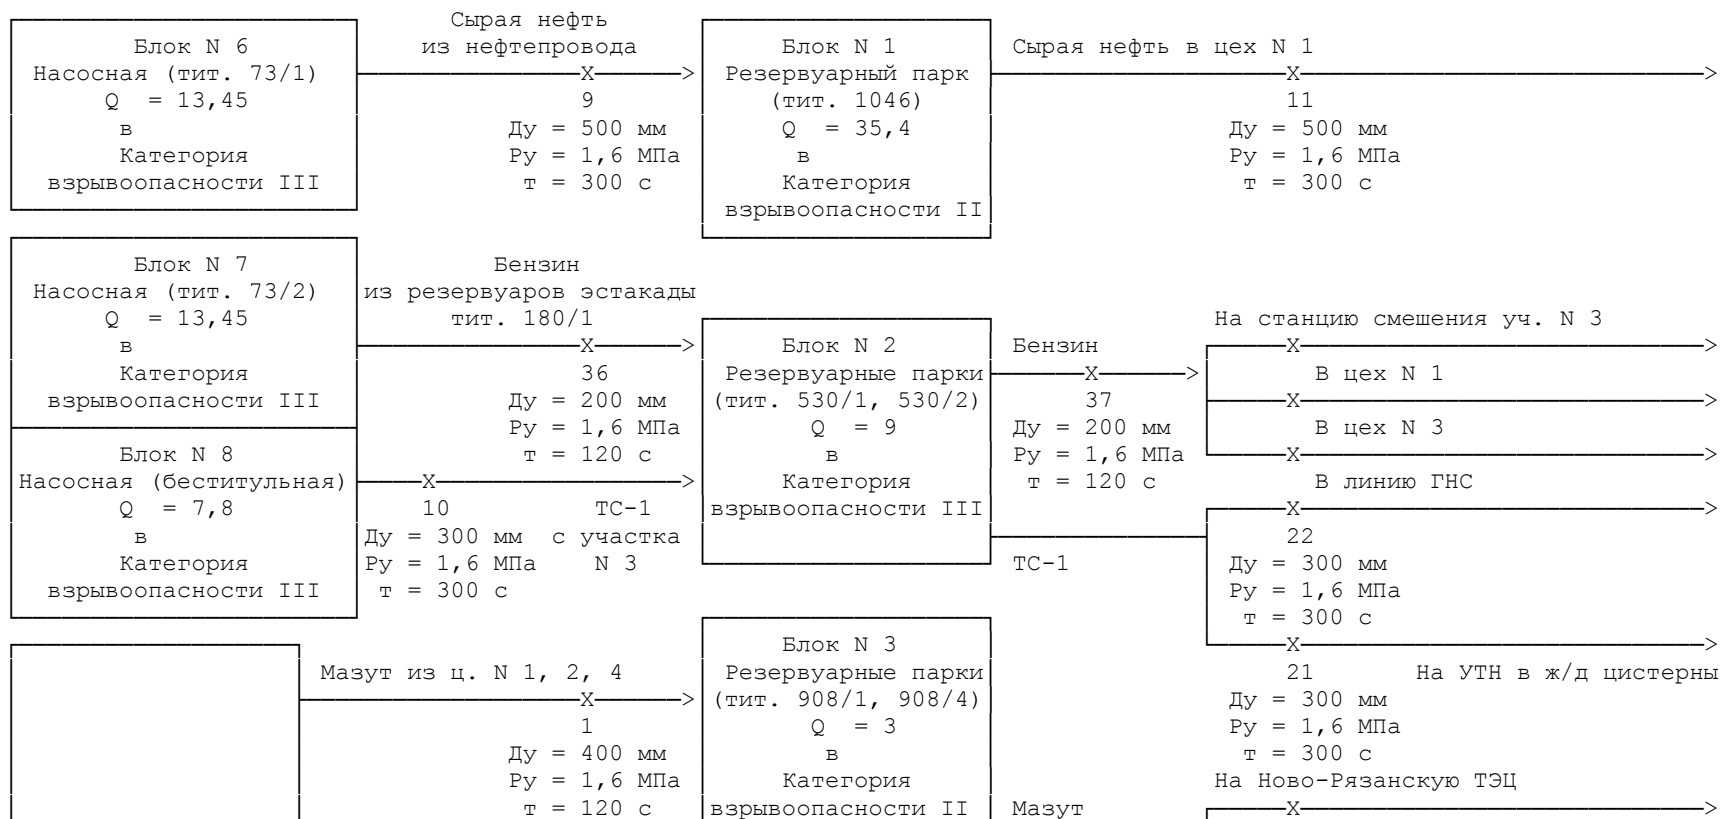 Сырая нефть
из нефтепровода
Блок N 6
Насосная (тит. 73/1)
Q = 13,45
в
Категория
взрывоопасности III
X
9
Ду = 500 мм
Ру = 1,6 МПа
т = 300 с
Блок N 1
Резервуарный парк
(тит. 1046)
Q = 35,4
в
Категория
взрывоопасности II
Сырая нефть в цех N 1
X
11
Ду = 500 мм
Ру = 1,6 МПа
т = 300 с
Блок N 7
Насосная (тит. 73/2)
Q = 13,45
в
Категория
взрывоопасности III
Бензин
из резервуаров эстакады
тит. 180/1
X
36
Ду = 200 мм
Ру = 1,6 МПа
т = 120 с
Блок N 8
Насосная (беститульная)
Q = 7,8
в
Категория
взрывоопасности III
X
10 ТС-1
Ду = 300 мм с участка
Ру = 1,6 МПа N 3
т = 300 с
Блок N 2
Резервуарные парки
(тит. 530/1, 530/2)
Q = 9
в
Категория
взрывоопасности III
Бензин
X
37
Ду = 200 мм
Ру = 1,6 МПа
т = 120 с
На станцию смешения уч. N 3
X
В цех N 1
X
В цех N 3
X
В линию ГНС
X
22
Ду = 300 мм
Ру = 1,6 МПа
т = 300 с
ТС-1
X
21 На УТН в ж/д цистерны
Ду = 300 мм
Ру = 1,6 МПа
т = 300 с
Мазут из ц. N 1, 2, 4
X
1
Ду = 400 мм
Ру = 1,6 МПа
т = 120 с
Блок N 3
Резервуарные парки
(тит. 908/1, 908/4)
Q = 3
в
Категория
взрывоопасности II
Мазут
На Ново-Рязанскую ТЭЦ
X